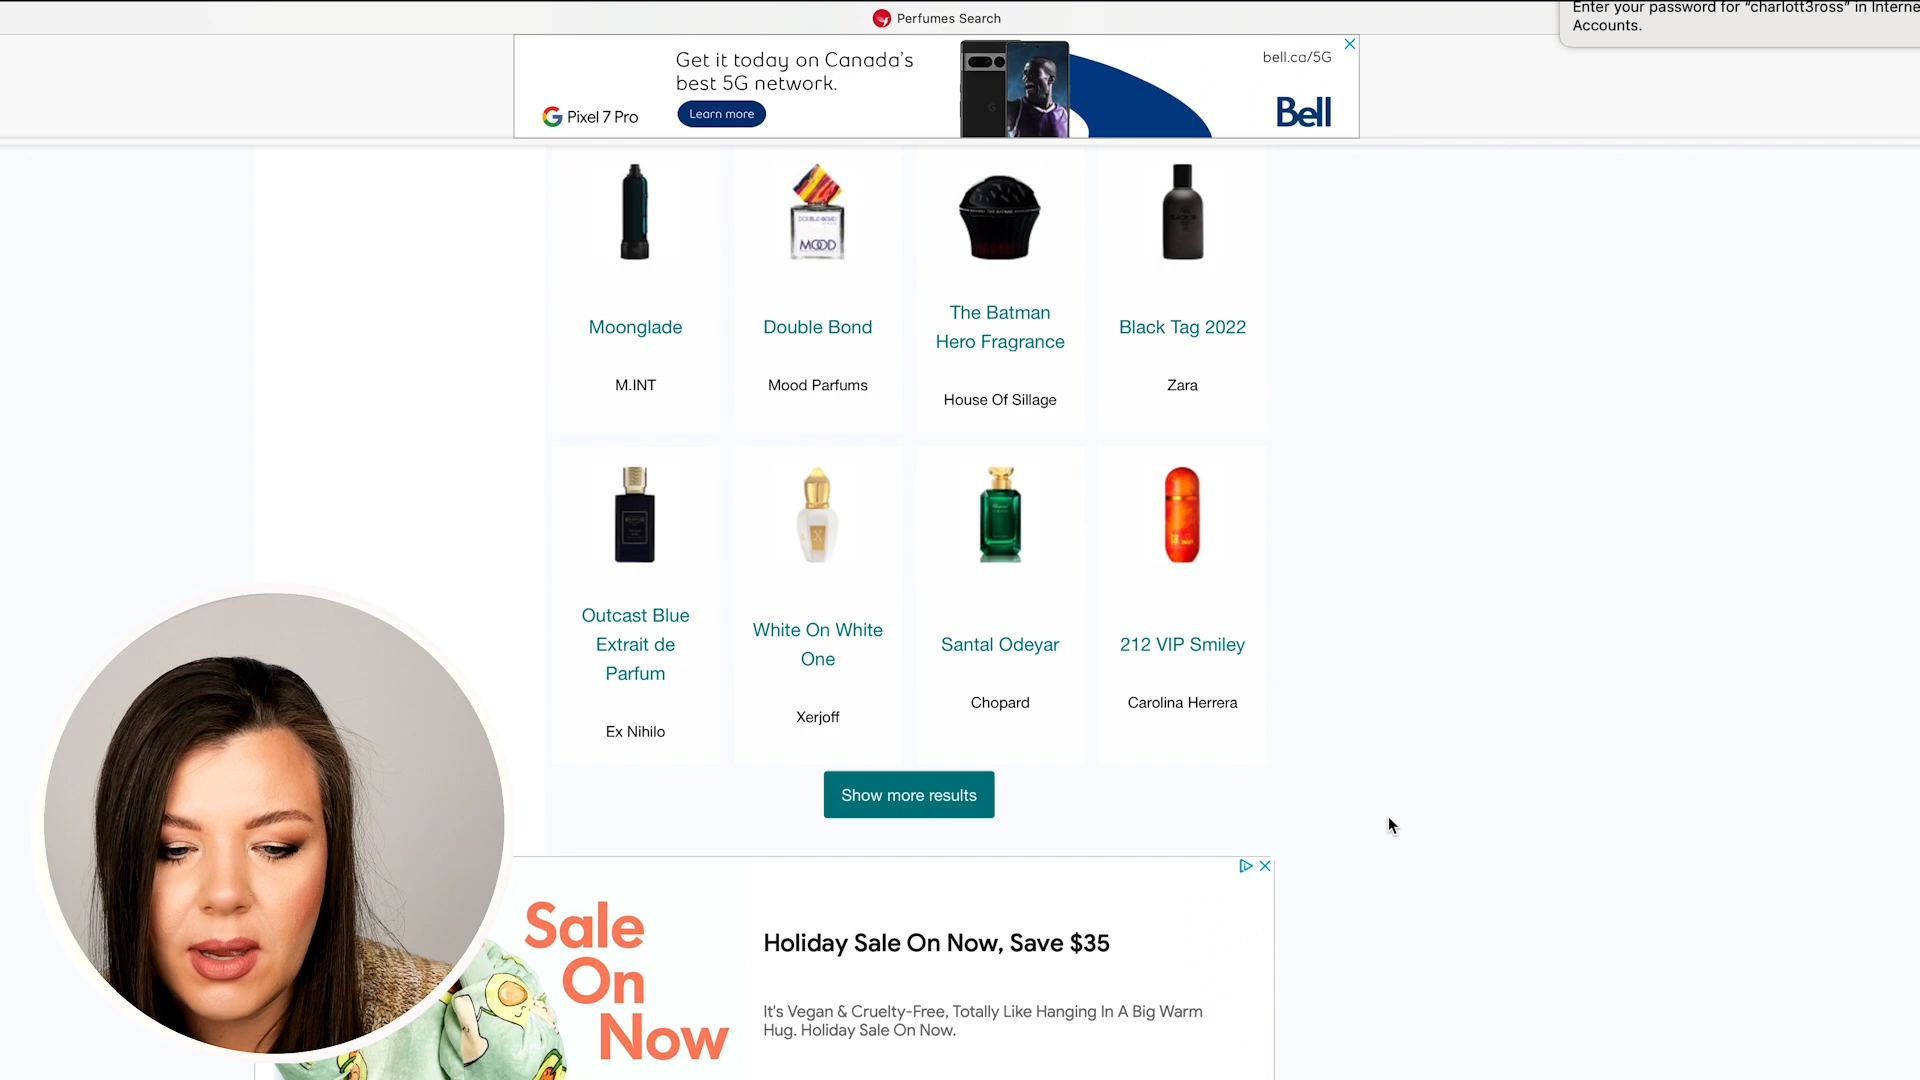 Perfumes Search
Enter your password for “charlott3ross” in Interne
Accounts.
Get it today on Canada’s
best 5G network.
Learn more
G Pixel 7 Pro
bell.ca/5G
Bell
DOUBLE BOND
MOOD
Moonglade
M.INT
Double Bond
Mood Parfums
The Batman
Hero Fragrance
House Of Sillage
Black Tag 2022
Zara
Outcast Blue
Extrait de
Parfum
Ex Nihilo
White On White
One
Xerjoff
Santal Odeyar
Chopard
212 VIP Smiley
Carolina Herrera
Show more results
Sale
On
Now
Holiday Sale On Now, Save $35
It's Vegan & Cruelty-Free, Totally Like Hanging In A Big Warm
Hug. Holiday Sale On Now.